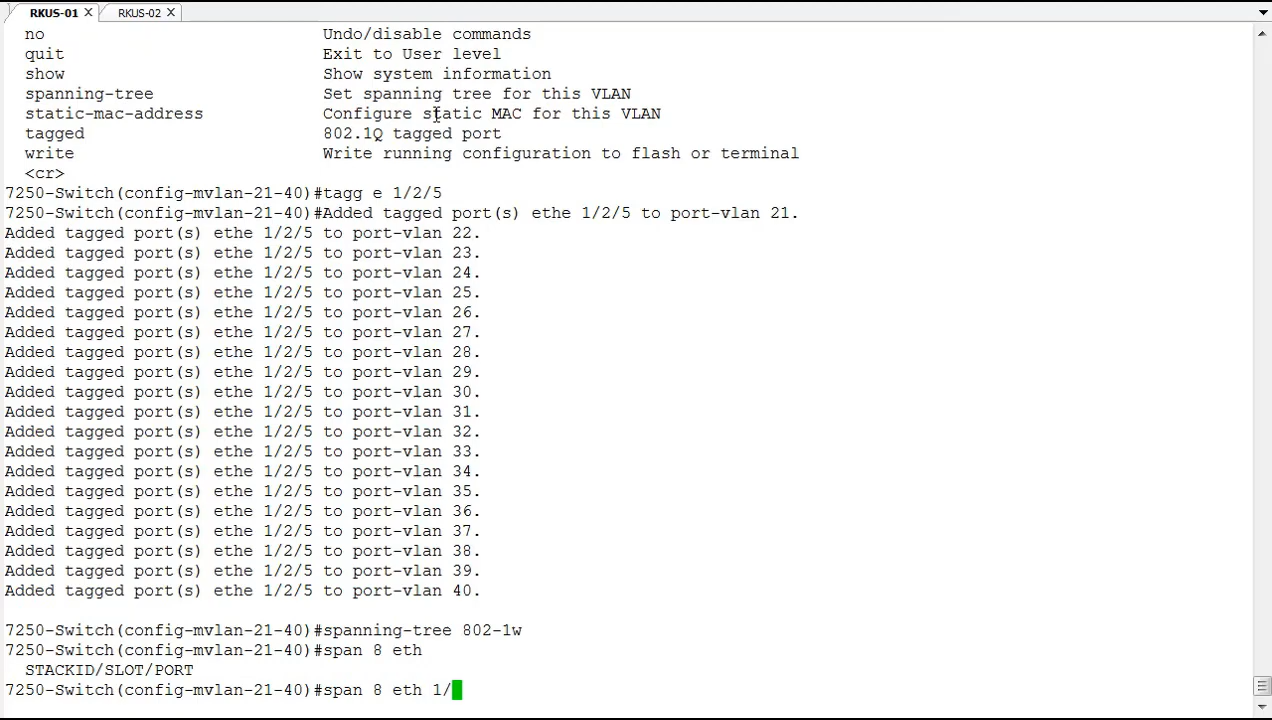 RKUS-01 X RKUS-02 X
no Undo/disable commands
quit Exit to User level
show Show system information
spanning-tree Set spanning tree for this VLAN
static-mac-address Configure static MAC for this VLAN
tagged 802.1Q tagged port
write Write running configuration to flash or terminal
<cr>
7250-Switch(config-mvlan-21-40)#tagg e 1/2/5
7250-Switch(config-mvlan-21-40)#Added tagged port(s) ethe 1/2/5 to port-vlan 21.
Added tagged port(s) ethe 1/2/5 to port-vlan 22.
Added tagged port(s) ethe 1/2/5 to port-vlan 23.
Added tagged port(s) ethe 1/2/5 to port-vlan 24.
Added tagged port(s) ethe 1/2/5 to port-vlan 25.
Added tagged port(s) ethe 1/2/5 to port-vlan 26.
Added tagged port(s) ethe 1/2/5 to port-vlan 27.
Added tagged port(s) ethe 1/2/5 to port-vlan 28.
Added tagged port(s) ethe 1/2/5 to port-vlan 29.
Added tagged port(s) ethe 1/2/5 to port-vlan 30.
Added tagged port(s) ethe 1/2/5 to port-vlan 31.
Added tagged port(s) ethe 1/2/5 to port-vlan 32.
Added tagged port(s) ethe 1/2/5 to port-vlan 33.
Added tagged port(s) ethe 1/2/5 to port-vlan 34.
Added tagged port(s) ethe 1/2/5 to port-vlan 35.
Added tagged port(s) ethe 1/2/5 to port-vlan 36.
Added tagged port(s) ethe 1/2/5 to port-vlan 37.
Added tagged port(s) ethe 1/2/5 to port-vlan 38.
Added tagged port(s) ethe 1/2/5 to port-vlan 39.
Added tagged port(s) ethe 1/2/5 to port-vlan 40.
7250-Switch(config-mvlan-21-40)#spanning-tree 802-1w
7250-Switch(config-mvlan-21-40)#span 8 eth
STACKID/SLOT/PORT
7250-Switch(config-mvlan-21-40)#span 8 eth 1/